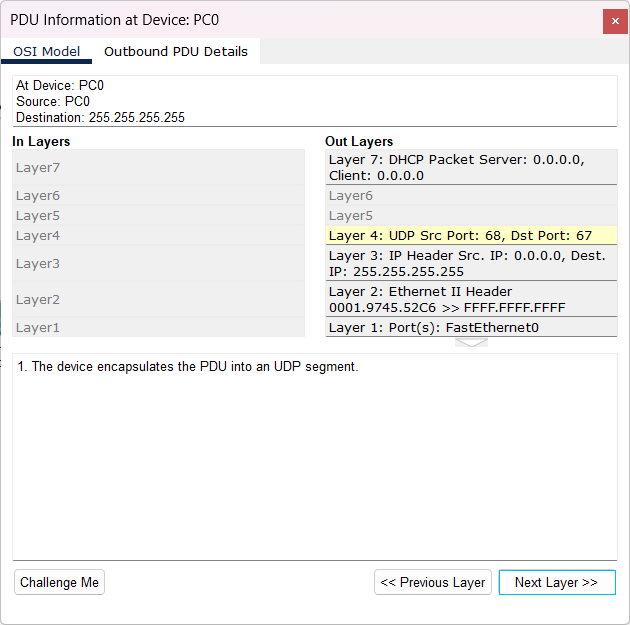 PDU Information at Device: PC0
OSI Model
Outbound PDU Details
At Device: PC0
Source: PC0
Destination: 255.255.255.255
In Layers
Layer7
Layer6
Layer5
Layer4
Layer3
Layer2
Layer1
Out Layers
Layer 7: DHCP Packet Server: 0.0.0.0,
Client: 0.0.0.0
Layer6
Layer5
Layer 4: UDP Src Port: 68, Dst Port: 67
Layer 3: IP Header Src. IP: 0.0.0.0, Dest.
IP: 255.255.255.255
Layer 2: Ethernet II Header
0001.9745.52C6 >> FFFF.FFFF.FFFF
Layer 1: Port(s): FastEthernet0
1. The device encapsulates the PDU into an UDP segment.
Challenge Me
<< Previous Layer
Next Layer >>